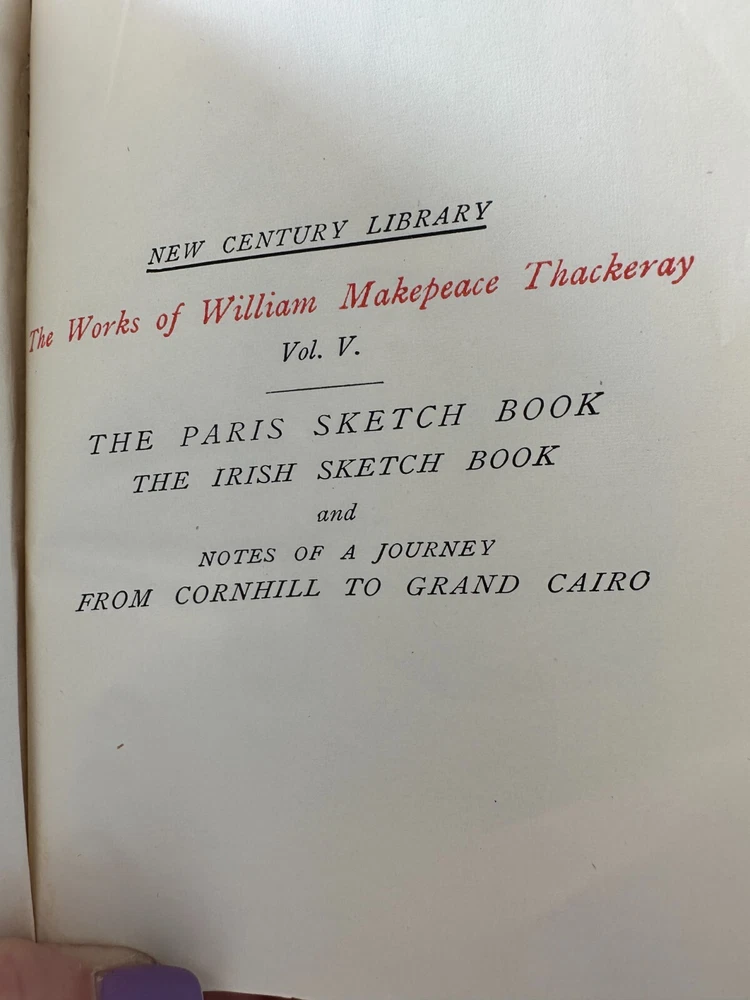 NEW CENTURY LIBRARY
The Works of William Makepeace Thackeray
Vol. V.
THE PARIS SKETCH BOOK
THE IRISH SKETCH BOOK
and
NOTES OF A JOURNEY
FROM CORNHILL TO GRAND CAIRO